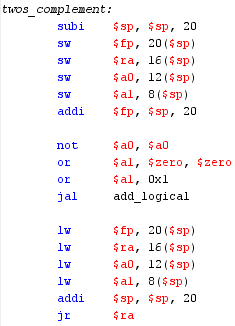 twos_complement:
subi $sp, $sp, 20
sw $fp, 20($sp)
sw $ra, 16($sp)
sw $a0, 12($sp)
sw $a1, 8($sp)
addi $fp, $sp, 20
not $a0, $a0
or $a1, $zero, $zero
or $a1, 0x1
jal add_logical
lw $fp, 20($sp)
lw $ra, 16($sp)
lw $a0, 12($sp)
lw $a1, 8($sp)
addi $sp, $sp, 20
jr $ra